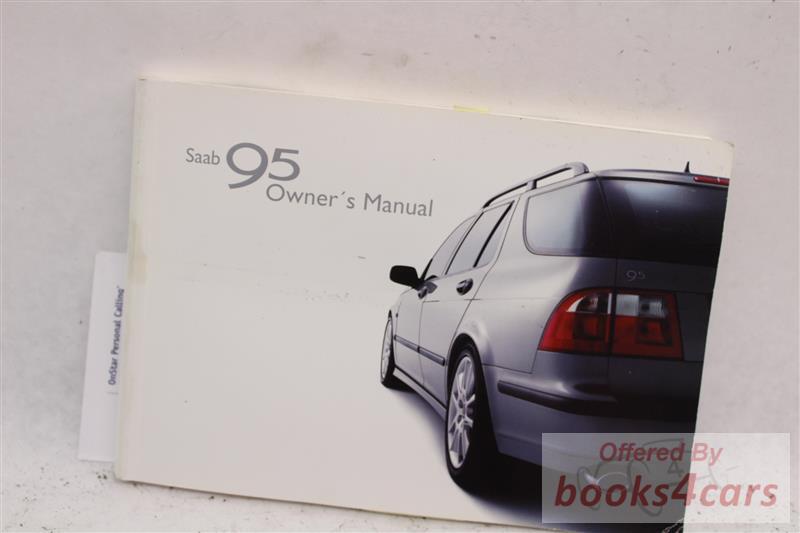 Saab 95
Owner´s Manual
95
OnStar Personal Calling
Offered By
books4cars